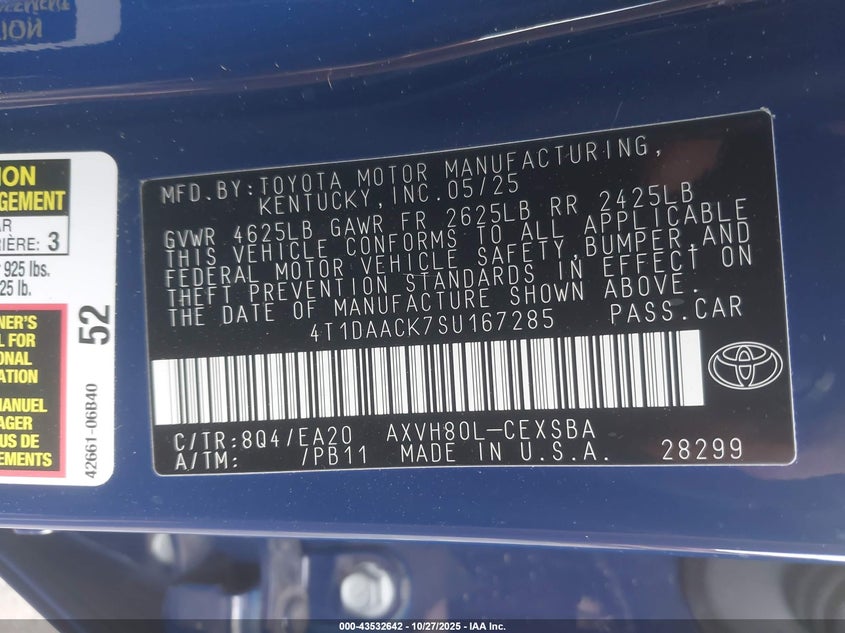 ION
ION
GEMENT
AR
RIÈRE: 3
925 lbs.
25 lb.
NER'S
FOR
ONAL
ATION
MANUEL
AGER
US DE
NTS.
52
42661-06B40
MFD.BY:TOYOTA MOTOR MANUFACTURING,
KENTUCKY,INC.05/25
GVWR 4625LB GAWR FR 2625LB RR 2425LB
THIS VEHICLE CONFORMS TO ALL APPLICABLE
FEDERAL MOTOR VEHICLE SAFETY,BUMPER,AND
THEFT PREVENTION STANDARDS IN EFFECT ON
THE DATE OF MANUFACTURE SHOWN ABOVE.
4T1DAACK7SU167285 PASS.CAR
C/TR:8Q4/EA20 AXVH80L-CEXSBA
A/TM: /PB11 MADE IN U.S.A. 28299
000-43532642 - 10/27/2025 - IAA Inc.